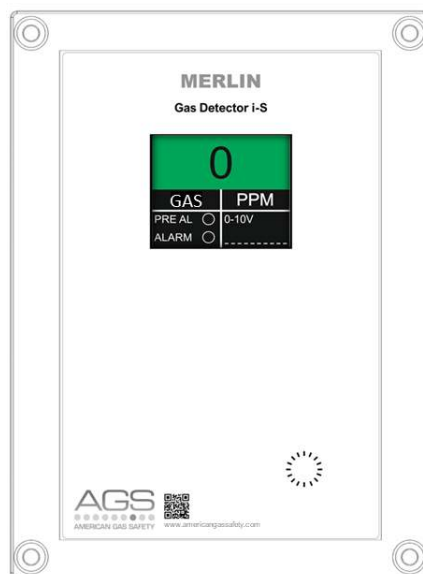 MERLIN
Gas Detector i-S
0
GAS PPM
PRE AL 0-10V
ALARM
AGS
AMERICAN GAS SAFETY
www.americangassafety.com